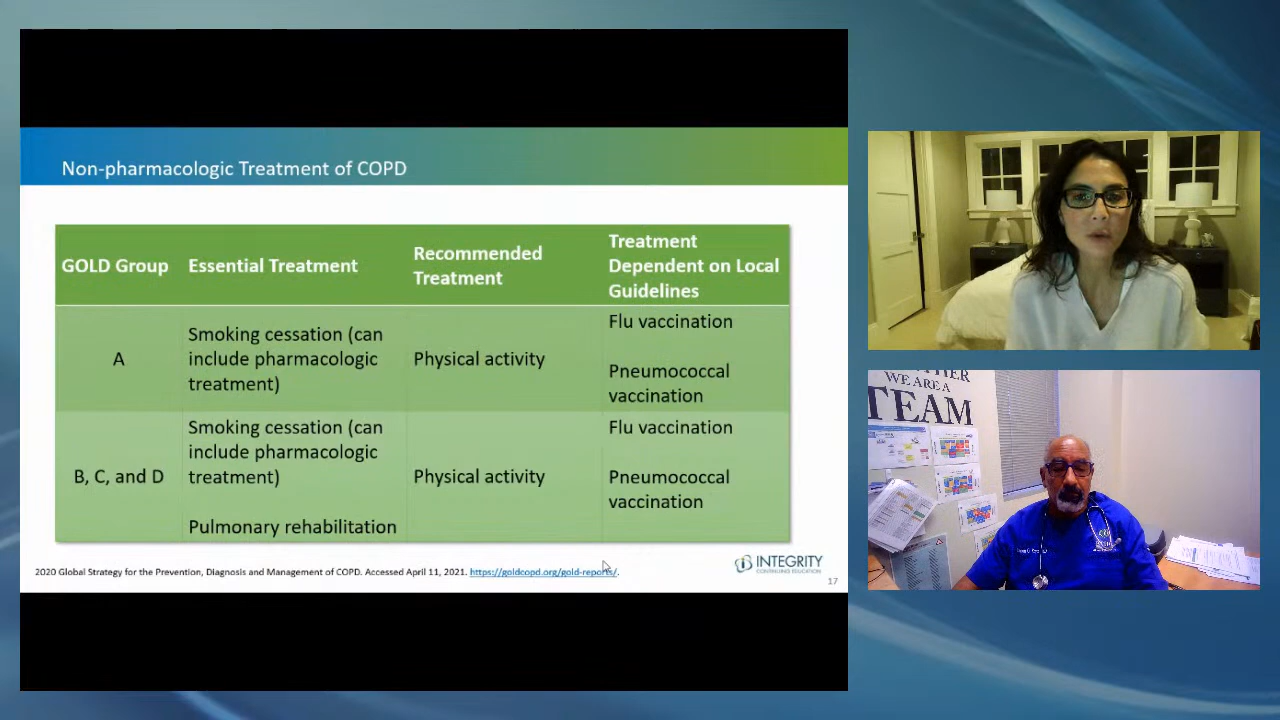 Non-pharmacologic Treatment of COPD
GOLD Group
Essential Treatment
Recommended
Treatment
Treatment
Dependent on Local
Guidelines
A
Smoking cessation (can
include pharmacologic
treatment)
Physical activity
Flu vaccination
Pneumococcal
vaccination
B, C, and D
Smoking cessation (can
include pharmacologic
treatment)
Pulmonary rehabilitation
Physical activity
Flu vaccination
Pneumococcal
vaccination
2020 Global Strategy for the Prevention, Diagnosis and Management of COPD. Accessed April 11, 2021. https://goldcopd.org/gold-reports/.
INTEGRITY
CONTINUING EDUCATION
17
WE ARE A
TEAM